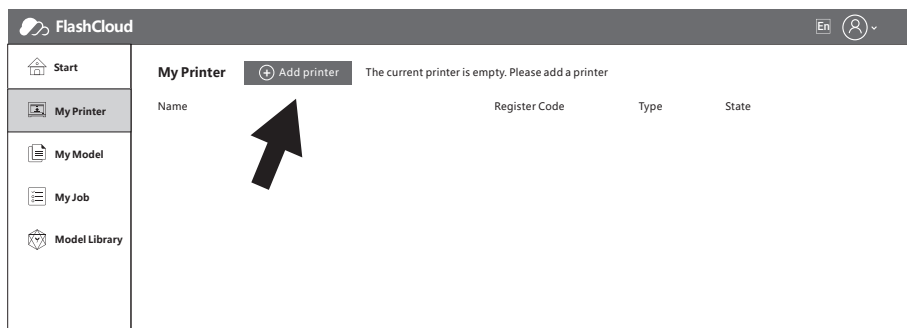 FlashCloud
En
Start
My Printer
My Model
My Job
Model Library
My Printer
Add printer
The current printer is empty. Please add a printer
Name
Register Code
Type
State